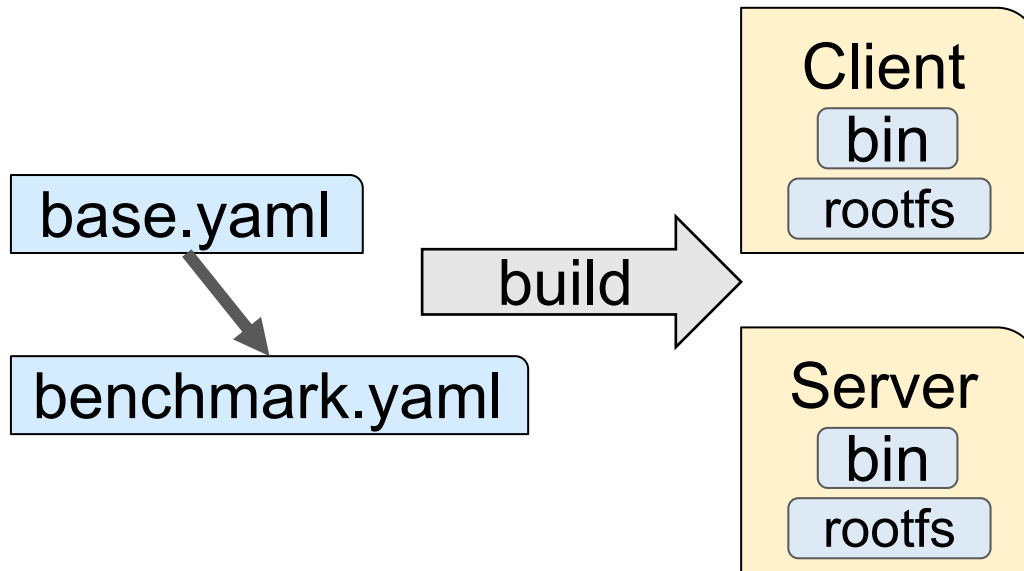 base.yaml
benchmark.yaml
build
Client
bin
rootfs
Server
bin
rootfs